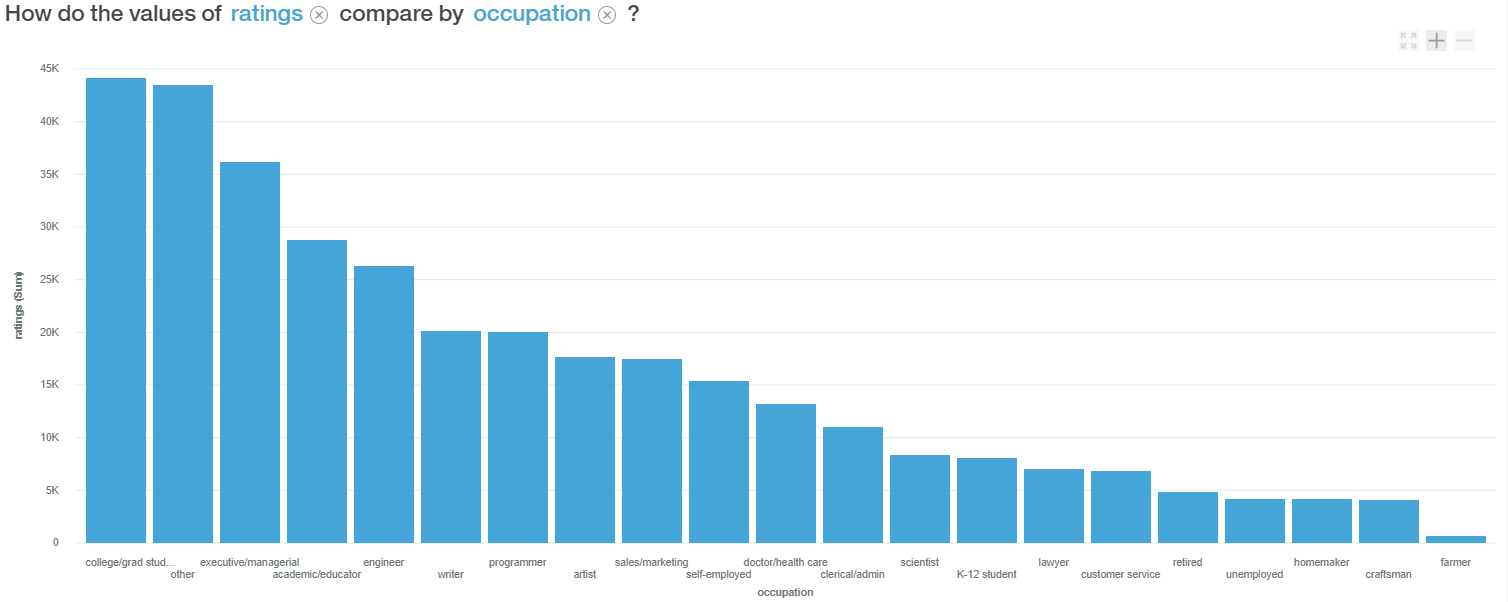 How do the values of ratings compare by occupation ?
45K
40K
35K
30K
25K
20K
15K
10K
5K
0
ratings (Sum)
college/grad stud...
other
executive/managerial
academic/educator
engineer
writer
programmer
artist
sales/marketing
self-employed
doctor/health care
clerical/admin
scientist
K-12 student
lawyer
customer service
retired
unemployed
homemaker
craftsman
farmer
occupation